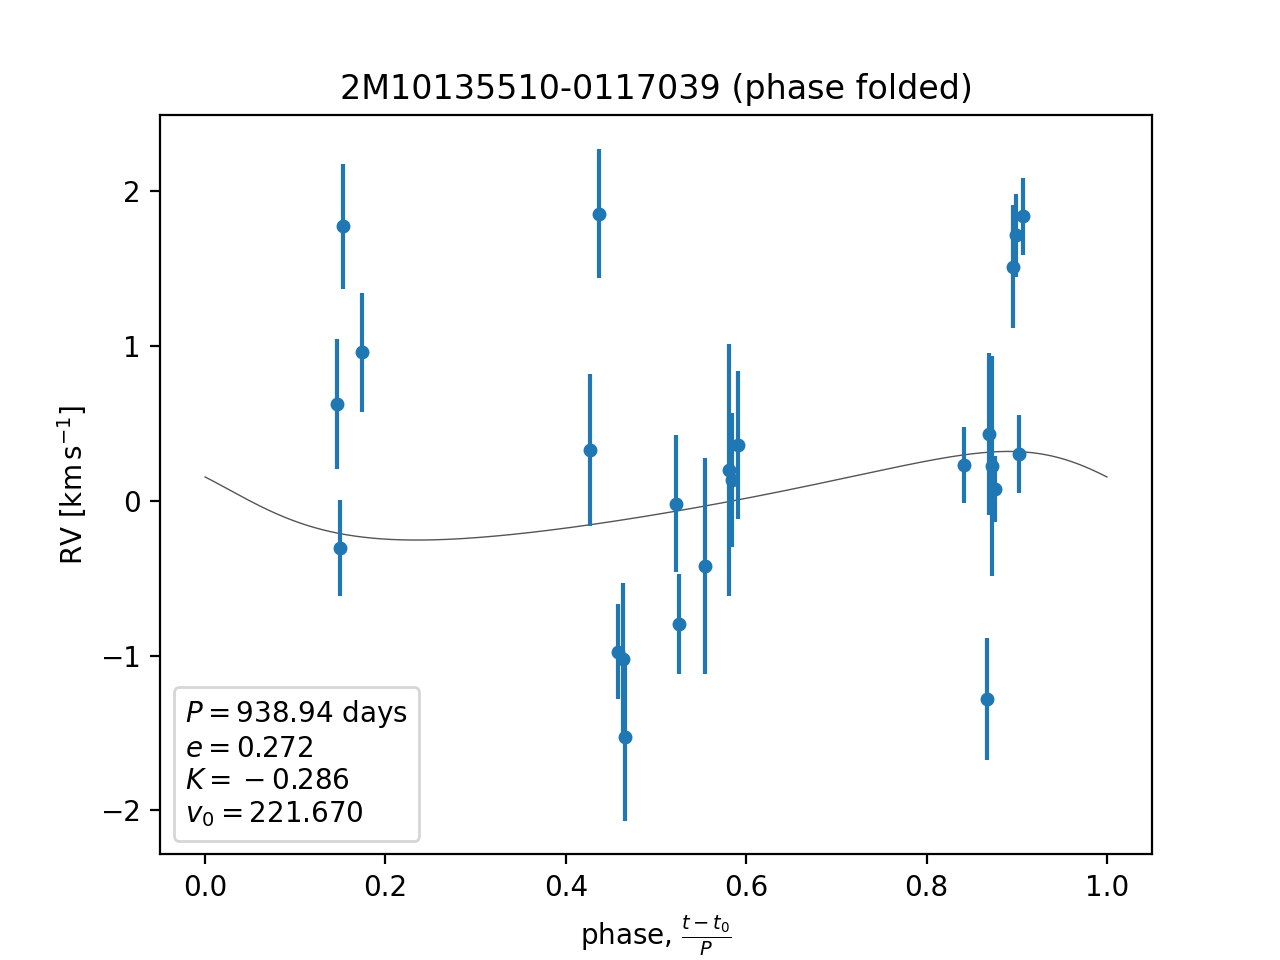 2M10135510-0117039 (phase folded)
RV [km s⁻¹]
2
1
0
−1
−2
P = 938.94 days
e = 0.272
K = −0.286
v₀ = 221.670
0.0 0.2 0.4 0.6 0.8 1.0
phase, (t − t₀)/P